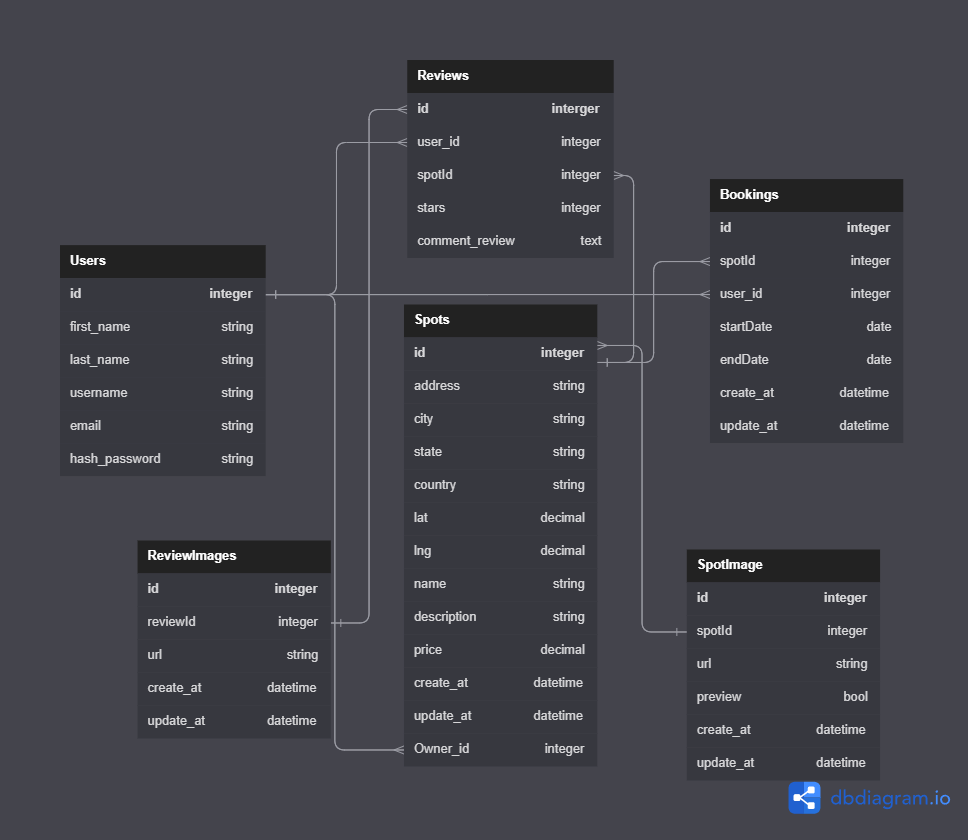 Reviews
id interger
user_id integer
spotId integer
stars integer
comment_review text
Bookings
id integer
spotId integer
user_id integer
startDate date
endDate date
create_at datetime
update_at datetime
Users
id integer
first_name string
last_name string
username string
email string
hash_password string
Spots
id integer
address string
city string
state string
country string
lat decimal
lng decimal
name string
description string
price decimal
create_at datetime
update_at datetime
Owner_id integer
ReviewImages
id integer
reviewId integer
url string
create_at datetime
update_at datetime
SpotImage
id integer
spotId integer
url string
preview bool
create_at datetime
update_at datetime
dbdiagram.io